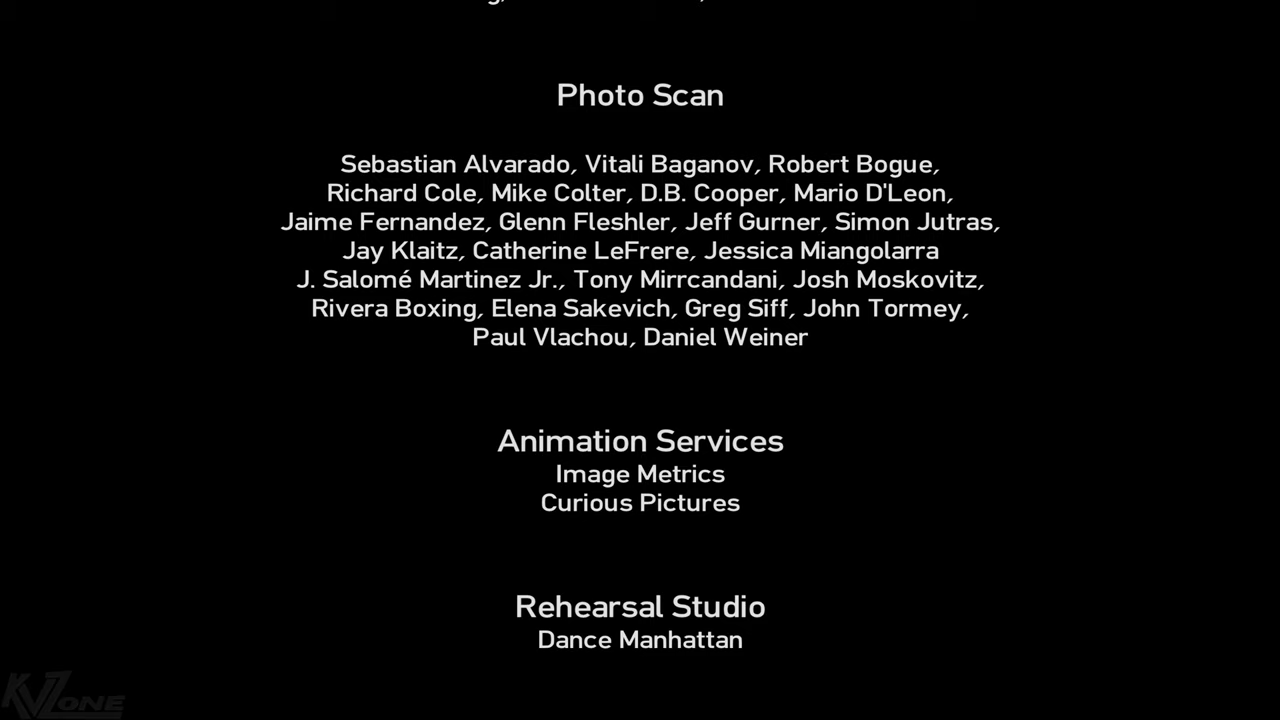 Photo Scan
Sebastian Alvarado, Vitali Baganov, Robert Bogue,
Richard Cole, Mike Colter, D.B. Cooper, Mario D'Leon,
Jaime Fernandez, Glenn Fleshler, Jeff Gurner, Simon Jutras,
Jay Klaitz, Catherine LeFrere, Jessica Miangolarra
J. Salomé Martinez Jr., Tony Mirrcandani, Josh Moskovitz,
Rivera Boxing, Elena Sakevich, Greg Siff, John Tormey,
Paul Vlachou, Daniel Weiner
Animation Services
Image Metrics
Curious Pictures
Rehearsal Studio
Dance Manhattan
KVZONE